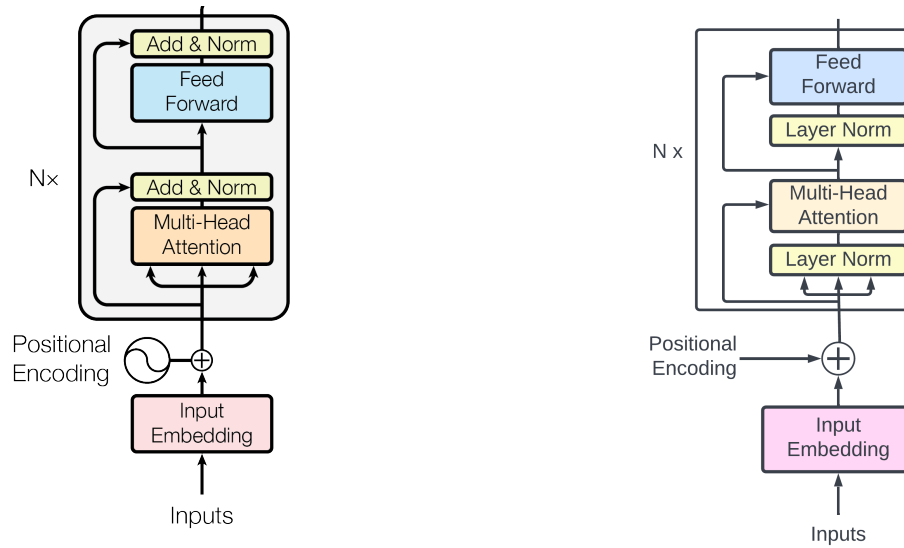 Add & Norm
Feed
Forward
Add & Norm
Nx
Multi-Head
Attention
Positional
Encoding
Input
Embedding
Inputs
Feed
Forward
Layer Norm
N x
Multi-Head
Attention
Layer Norm
Positional
Encoding
Input
Embedding
Inputs